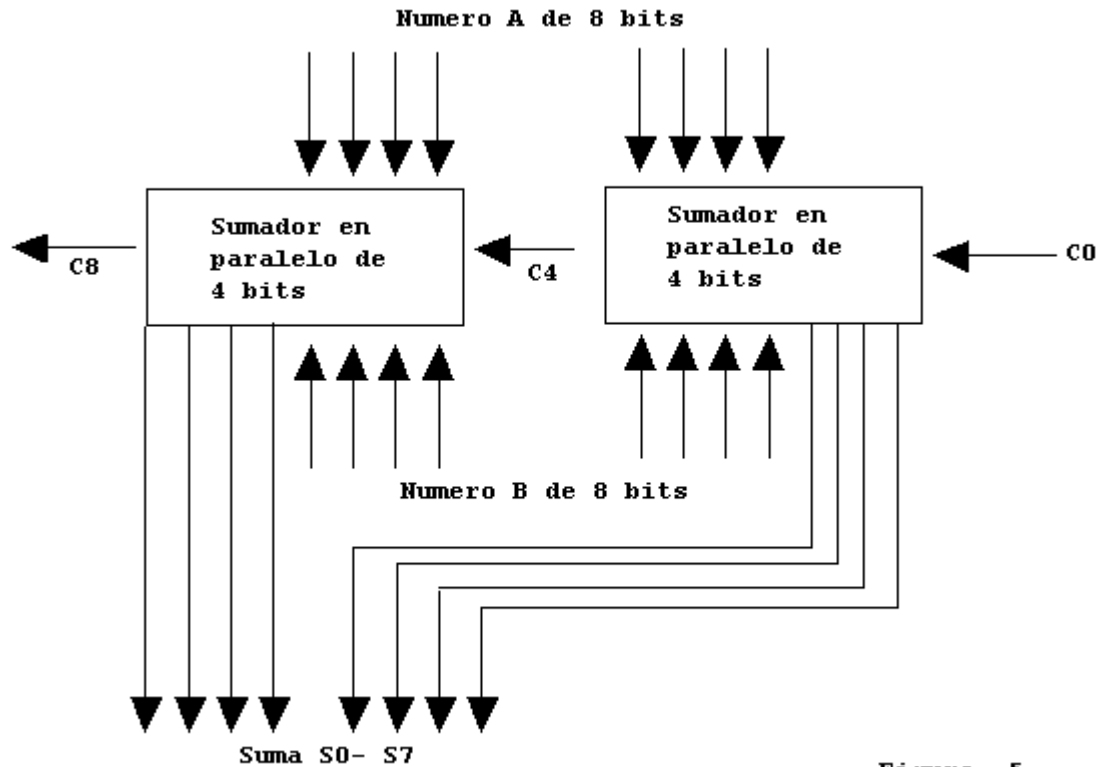 Numero A de 8 bits
Sumador en
paralelo de
4 bits
Sumador en
paralelo de
4 bits
C8
C4
C0
Numero B de 8 bits
Suma S0- S7